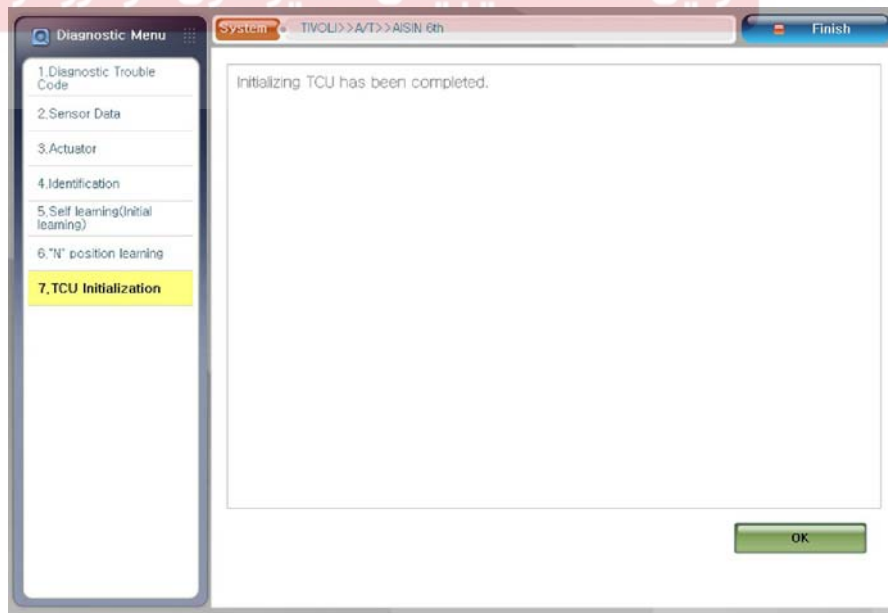 Diagnostic Menu
System TIVOLI>>A/T>>AISIN 6th
Finish
1.Diagnostic Trouble
Code
2.Sensor Data
3.Actuator
4.Identification
5.Self learning(Initial
learning)
6."N" position learning
7.TCU Initialization
Initializing TCU has been completed.
OK